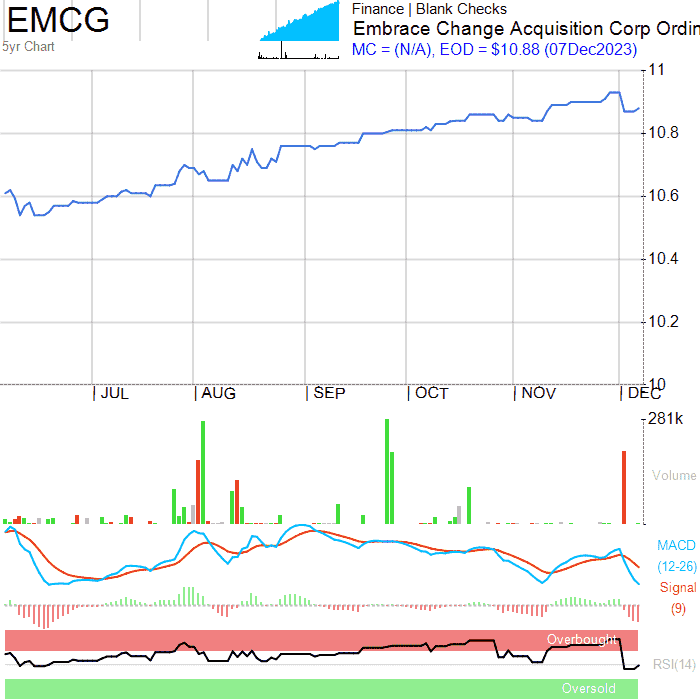 EMCG
5yr Chart
Finance | Blank Checks
Embrace Change Acquisition Corp Ordin
MC = (N/A), EOD = $10.88 (07Dec2023)
11
10.8
10.6
10.4
10.2
10
JUL AUG SEP OCT NOV DEC
281k
Volume
MACD
(12-26)
Signal
(9)
Overbought
RSI(14)
Oversold